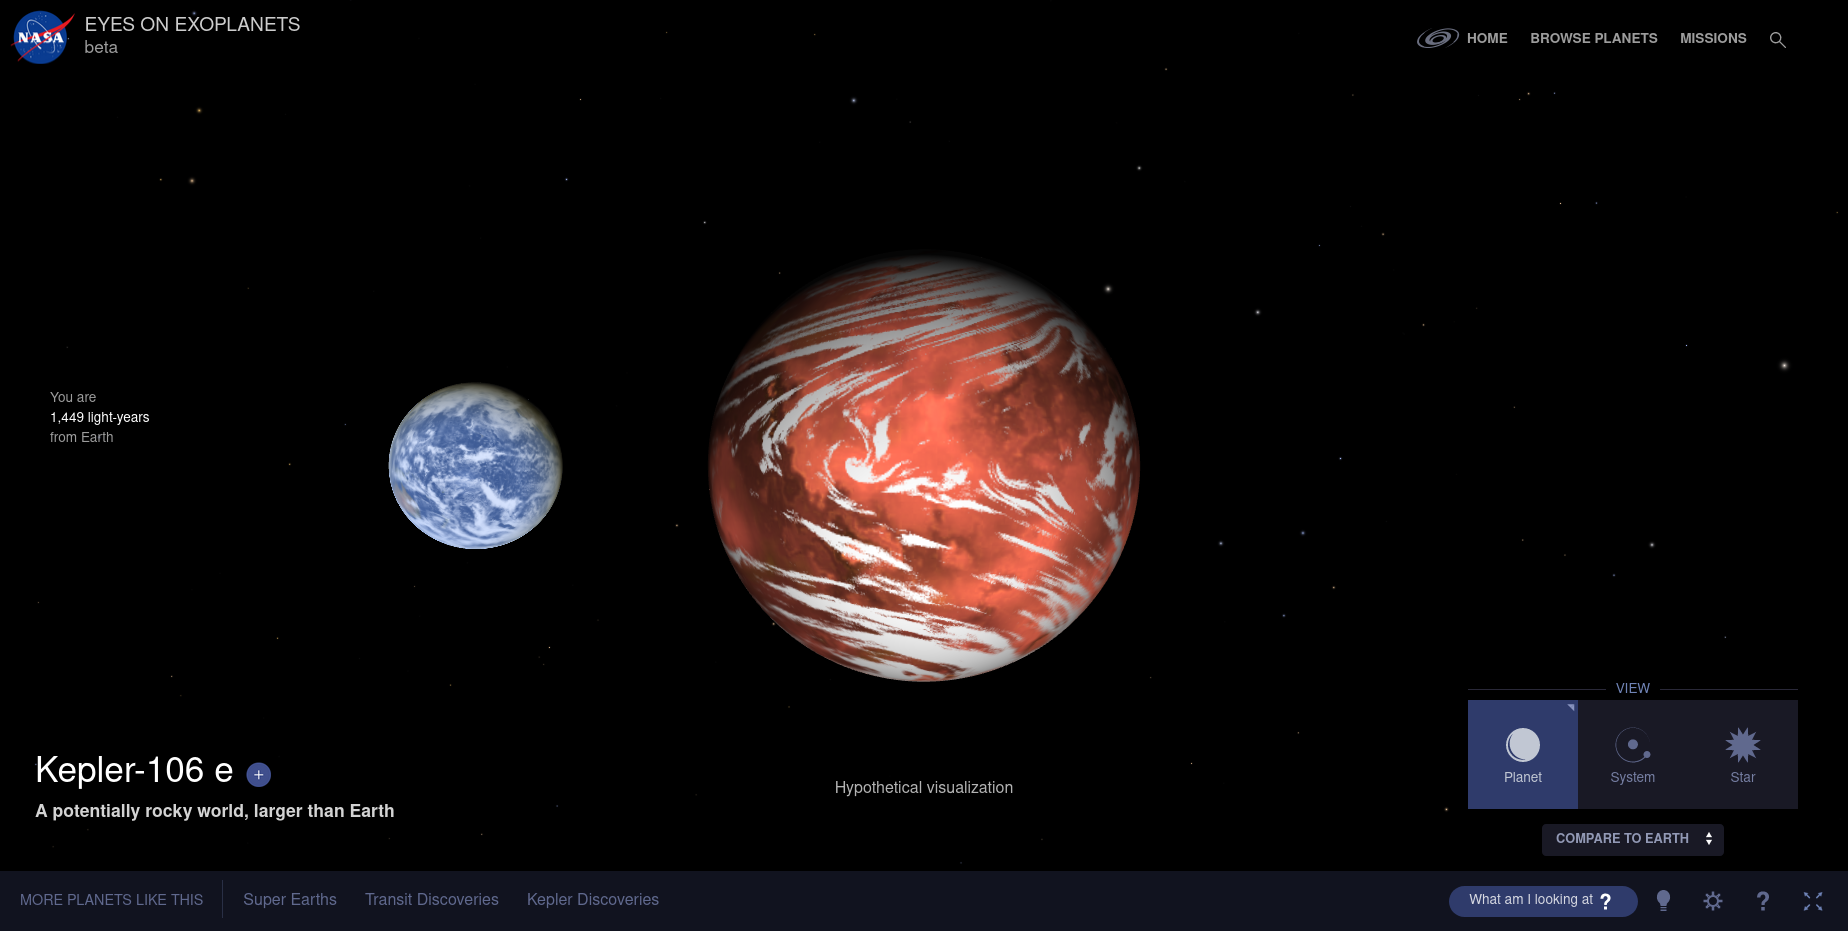 NASA
EYES ON EXOPLANETS
beta
HOME
BROWSE PLANETS
MISSIONS
You are
1,449 light-years
from Earth
Kepler-106 e +
A potentially rocky world, larger than Earth
Hypothetical visualization
VIEW
Planet
System
Star
COMPARE TO EARTH
MORE PLANETS LIKE THIS
Super Earths
Transit Discoveries
Kepler Discoveries
What am I looking at ?
?